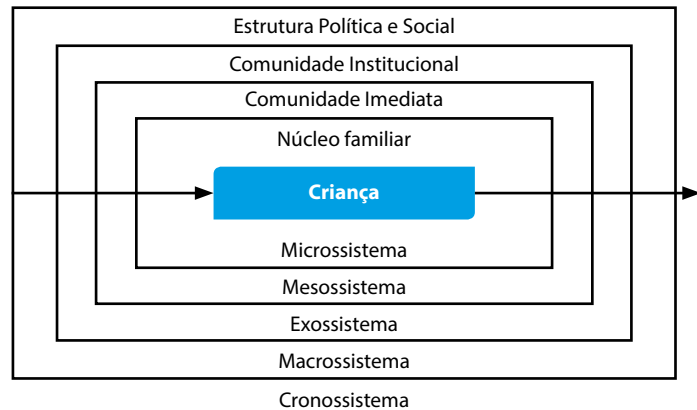 Estrutura Política e Social
Comunidade Institucional
Comunidade Imediata
Núcleo familiar
Criança
Microssistema
Mesossistema
Exossistema
Macrossistema
Cronossistema